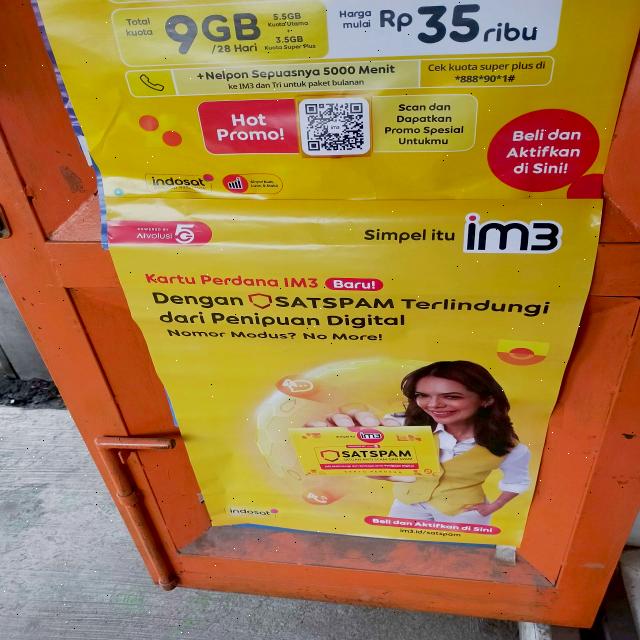 Total kuota
9GB
/28 Hari
5.5GB
Kuota Utama
+
3.5GB
Kuota Super Plus
Harga mulai
Rp 35 ribu
+Nelpon Sepuasnya 5000 Menit
ke IM3 dan Tri untuk paket bulanan
Cek kuota super plus di
*888*90*1#
Hot
Promo!
Scan dan
Dapatkan
Promo Spesial
Untukmu
Beli dan
Aktifkan
di Sini!
indosat
POWERED BY
AIvolusi5G
Simpel itu im3
Kartu Perdana IM3 Baru!
Dengan SATSPAM Terlindungi
dari Penipuan Digital
Nomor Modus? No More!
Simpel itu im3
SATSPAM
indosat
Beli dan Aktifkan di Sini
im3.id/satspam